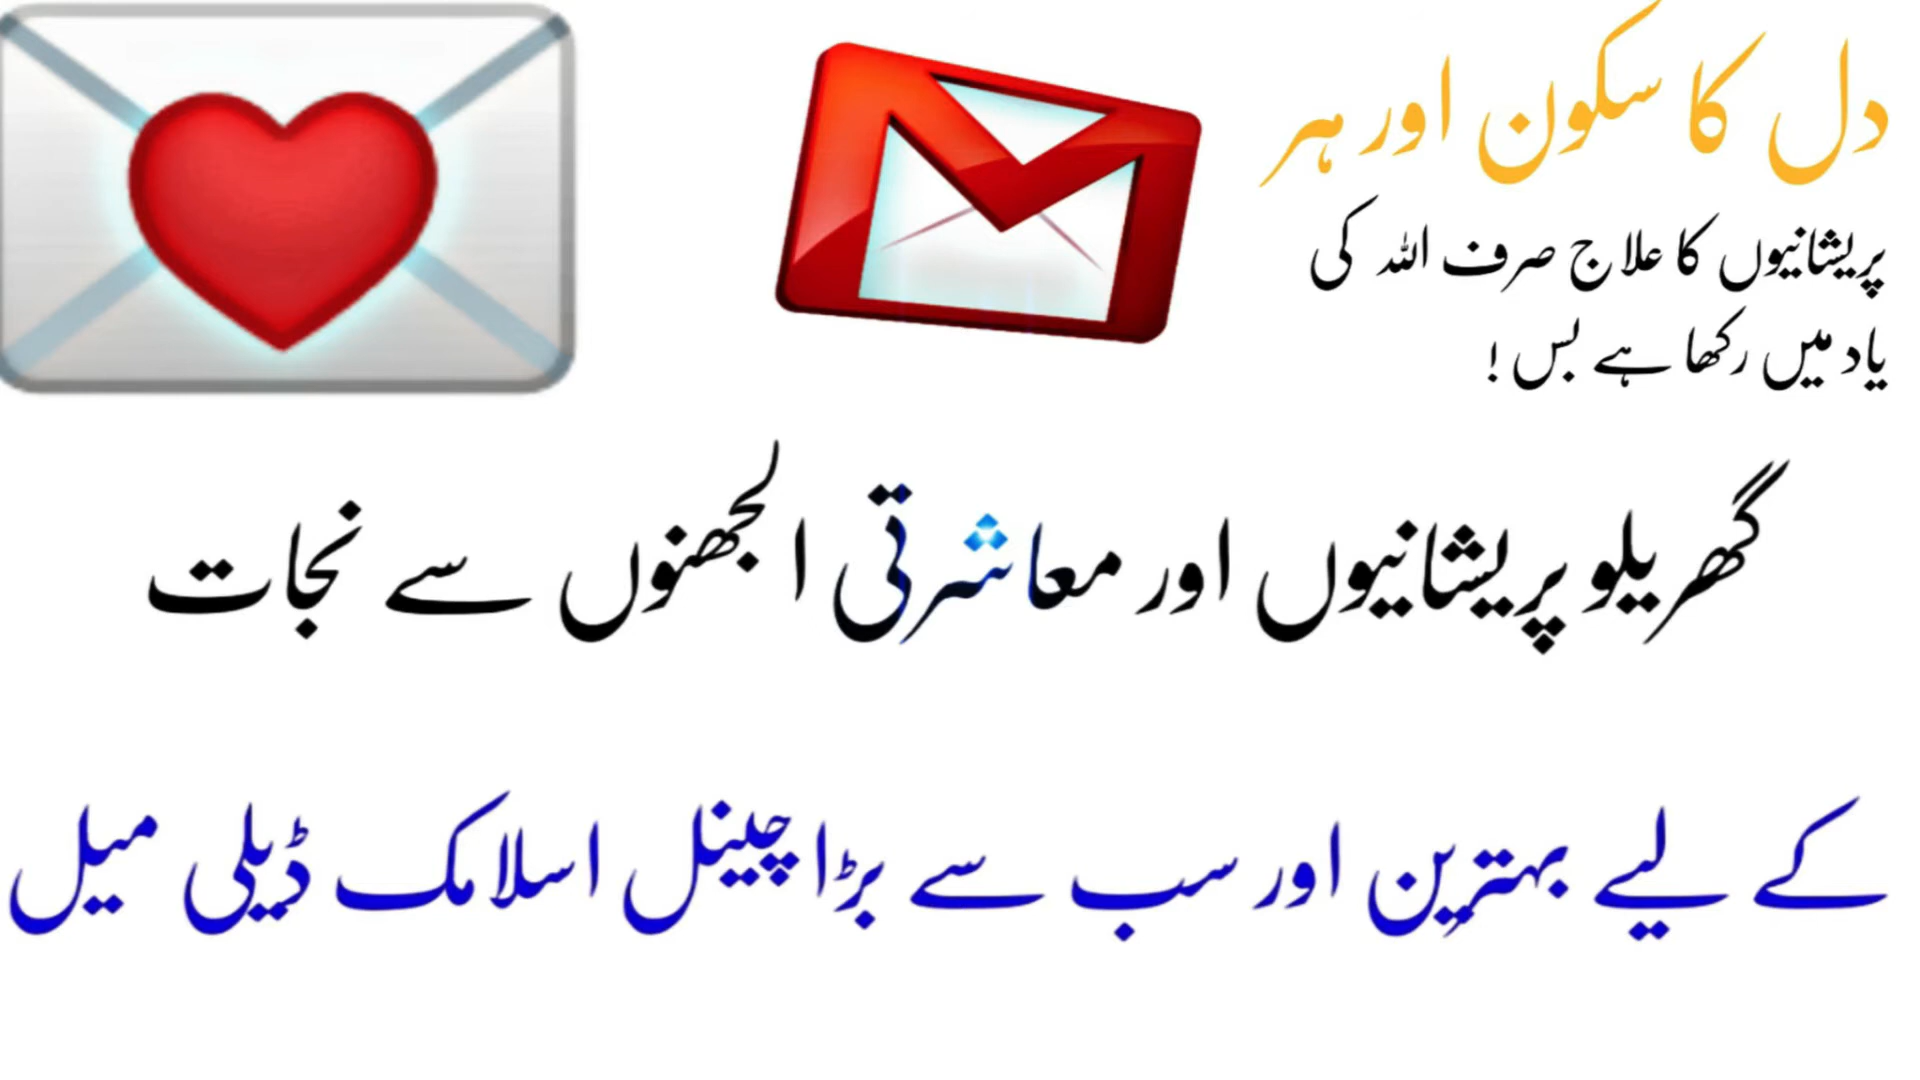 دل کا سکون اور ہر
پریشانیوں کا علاج صرف اللہ کی
یاد میں رکھا ہے بس !
گھریلو پریشانیوں اور معاشرتی الجھنوں سے نجات
کے لیے بہترین اور سب سے بڑا چینل اسلامک ڈیلی میل